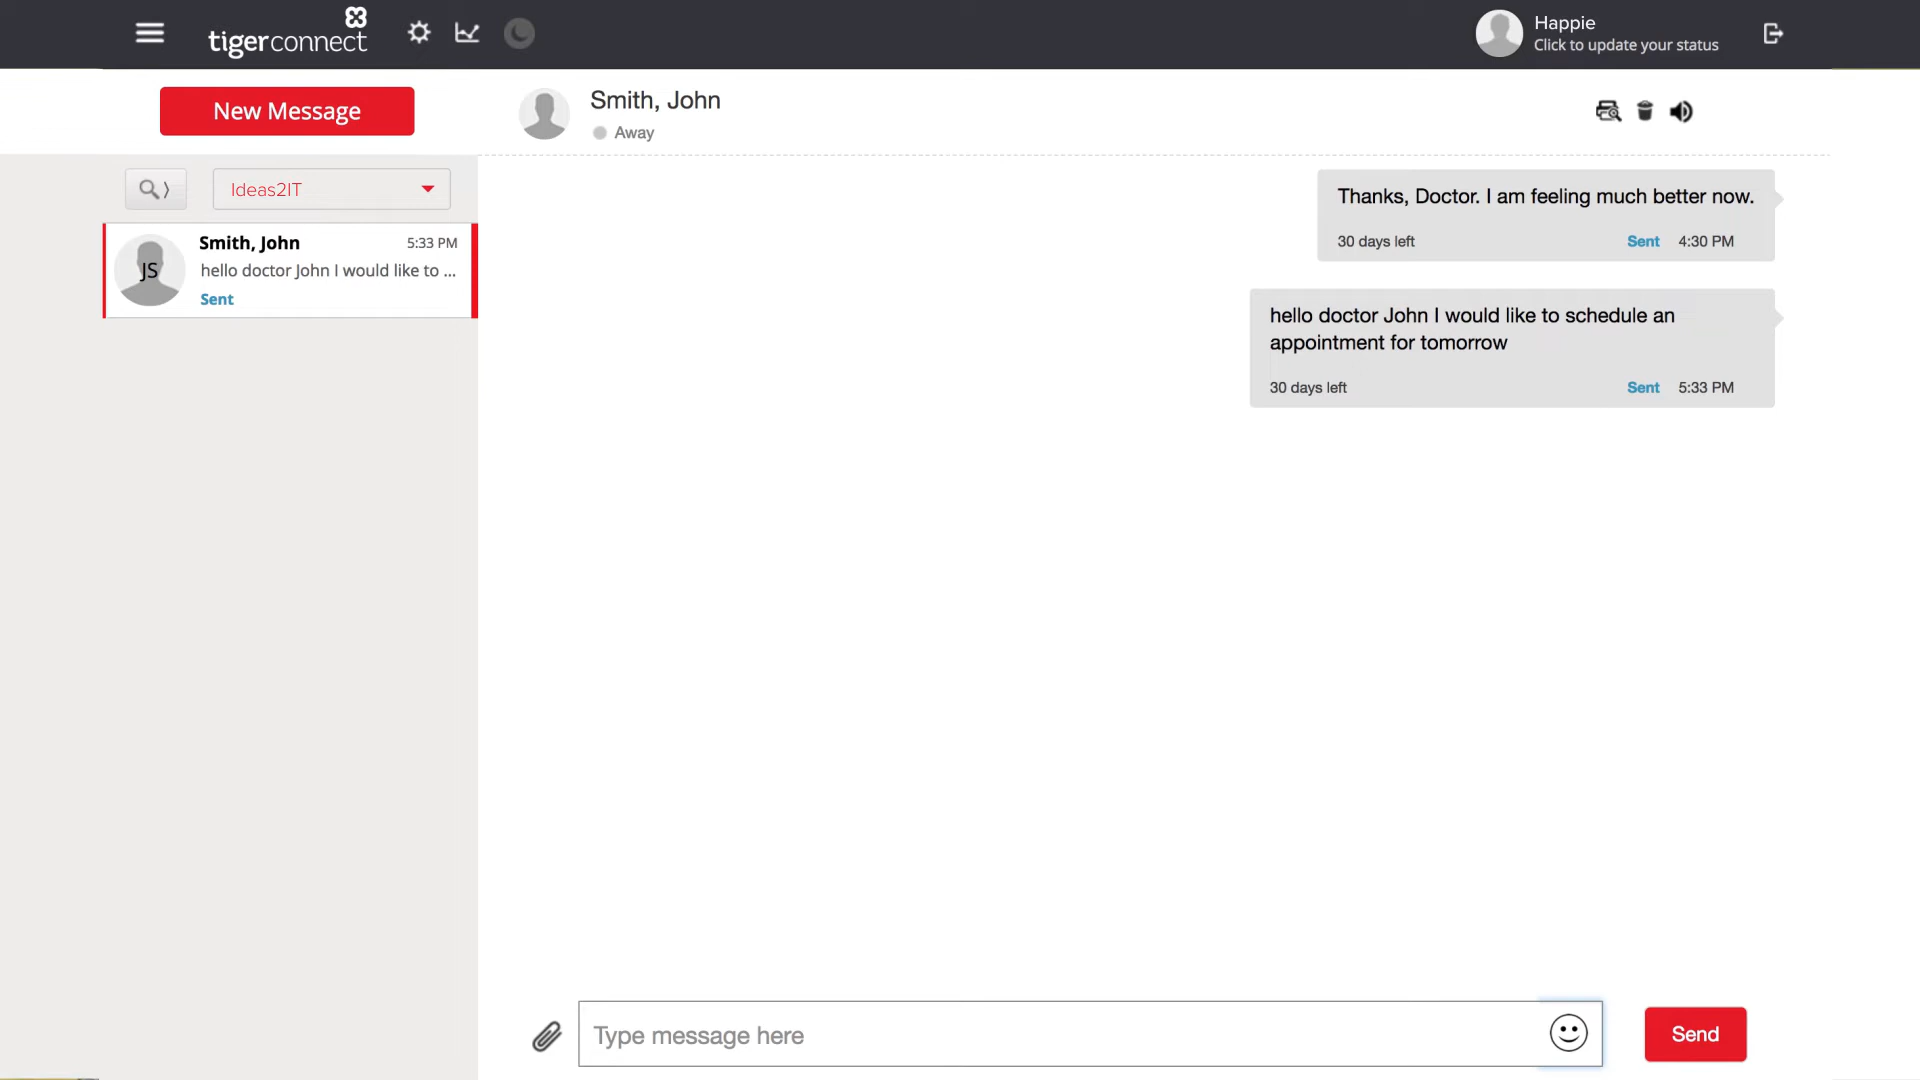 tigerconnect
Happie
Click to update your status
New Message
Smith, John
Away
Ideas2IT
JS
Smith, John
5:33 PM
hello doctor John I would like to ...
Sent
Thanks, Doctor. I am feeling much better now.
30 days left
Sent
4:30 PM
hello doctor John I would like to schedule an
appointment for tomorrow
30 days left
Sent
5:33 PM
Type message here
Send